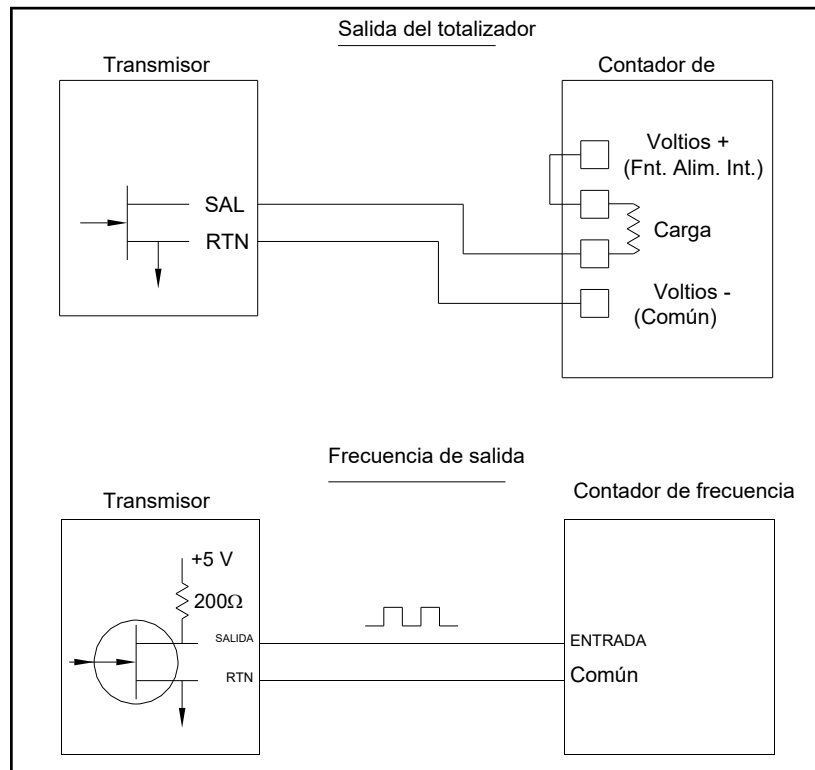 Salida del totalizador
Transmisor
Contador de
Voltios +
(Fnt. Alim. Int.)
SAL
Carga
RTN
Voltios -
(Común)
Frecuencia de salida
Transmisor
Contador de frecuencia
+5 V
200Ω
SALIDA
ENTRADA
RTN
Común